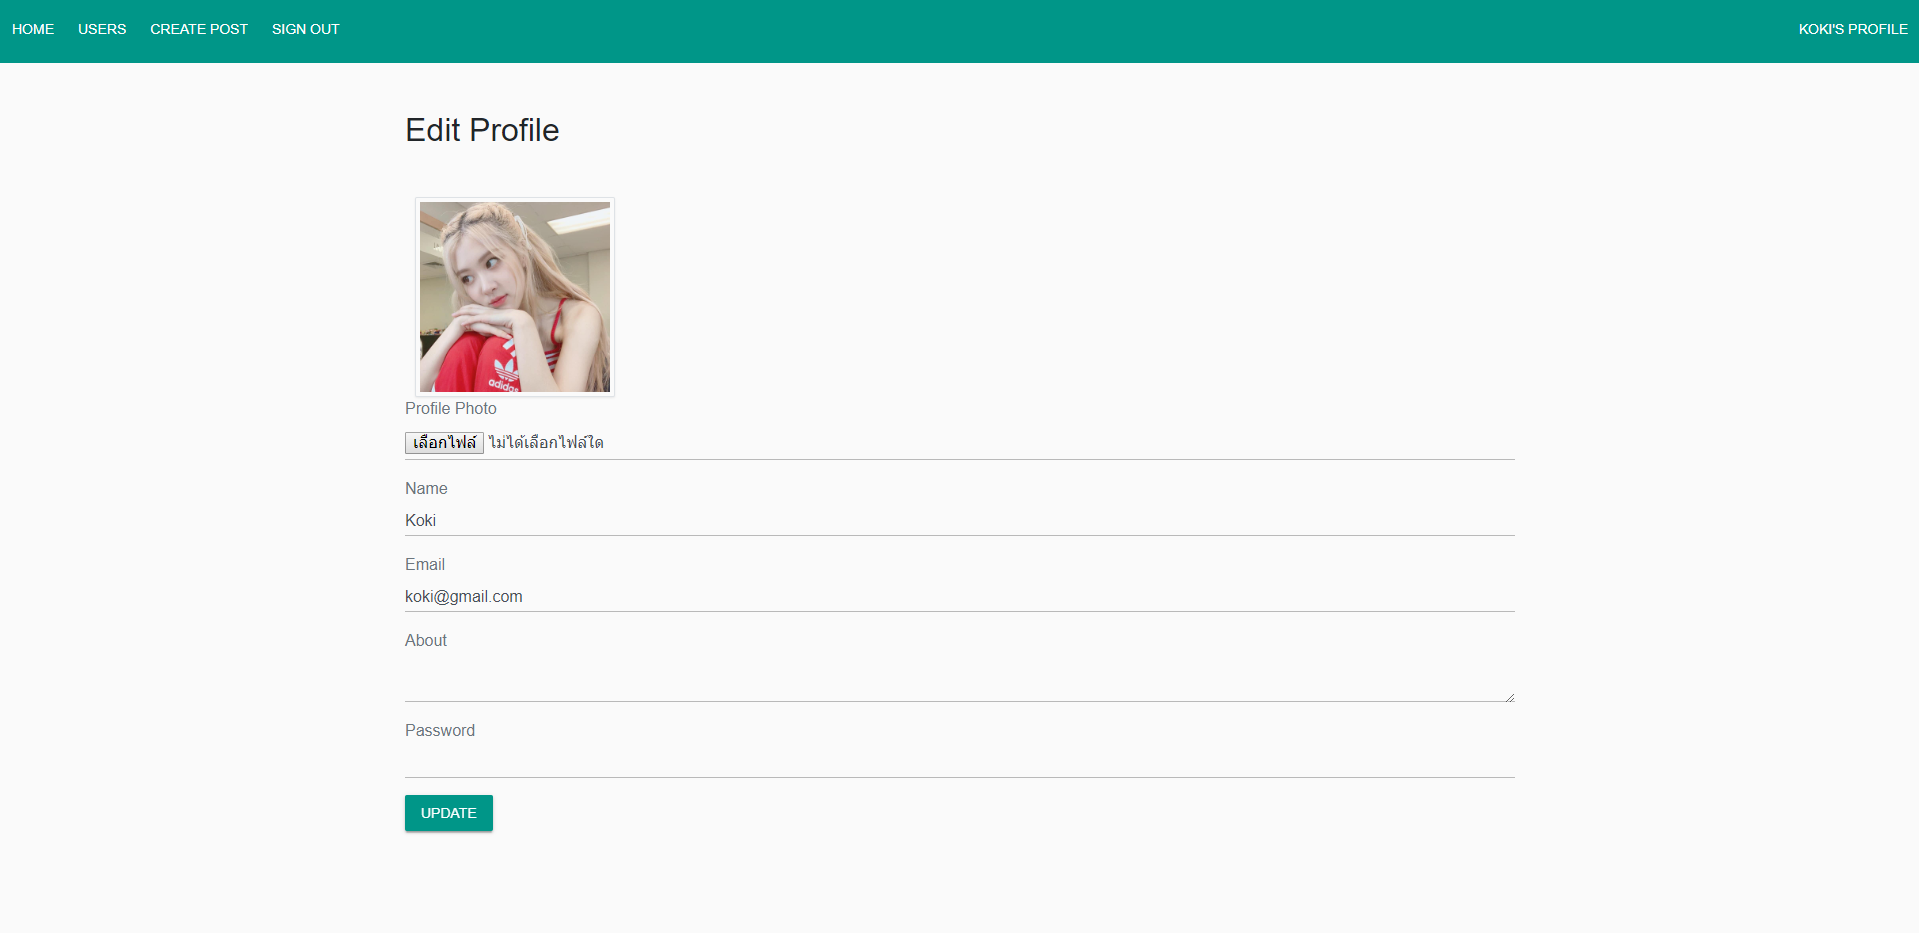 HOME USERS CREATE POST SIGN OUT KOKI'S PROFILE
Edit Profile
adidas
Profile Photo
เลือกไฟล์ ไม่ได้เลือกไฟล์ใด
Name
Koki
Email
koki@gmail.com
About
Password
UPDATE